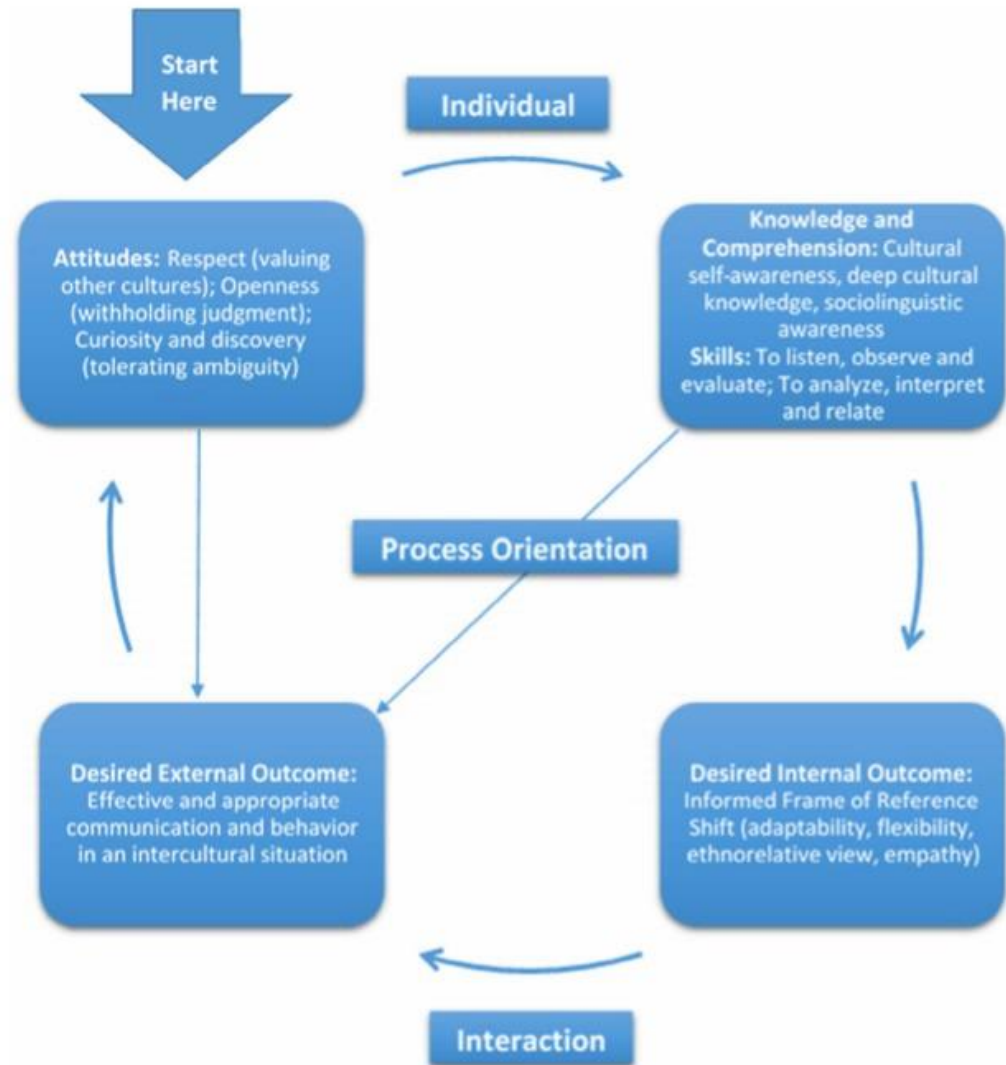 Start
Here
Individual
Attitudes: Respect (valuing
other cultures); Openness
(withholding judgment);
Curiosity and discovery
(tolerating ambiguity)
Knowledge and
Comprehension: Cultural
self-awareness, deep cultural
knowledge, sociolinguistic
awareness
Skills: To listen, observe and
evaluate; To analyze, interpret
and relate
Process Orientation
Desired External Outcome:
Effective and appropriate
communication and behavior
in an intercultural situation
Desired Internal Outcome:
Informed Frame of Reference
Shift (adaptability, flexibility,
ethnorelative view, empathy)
Interaction